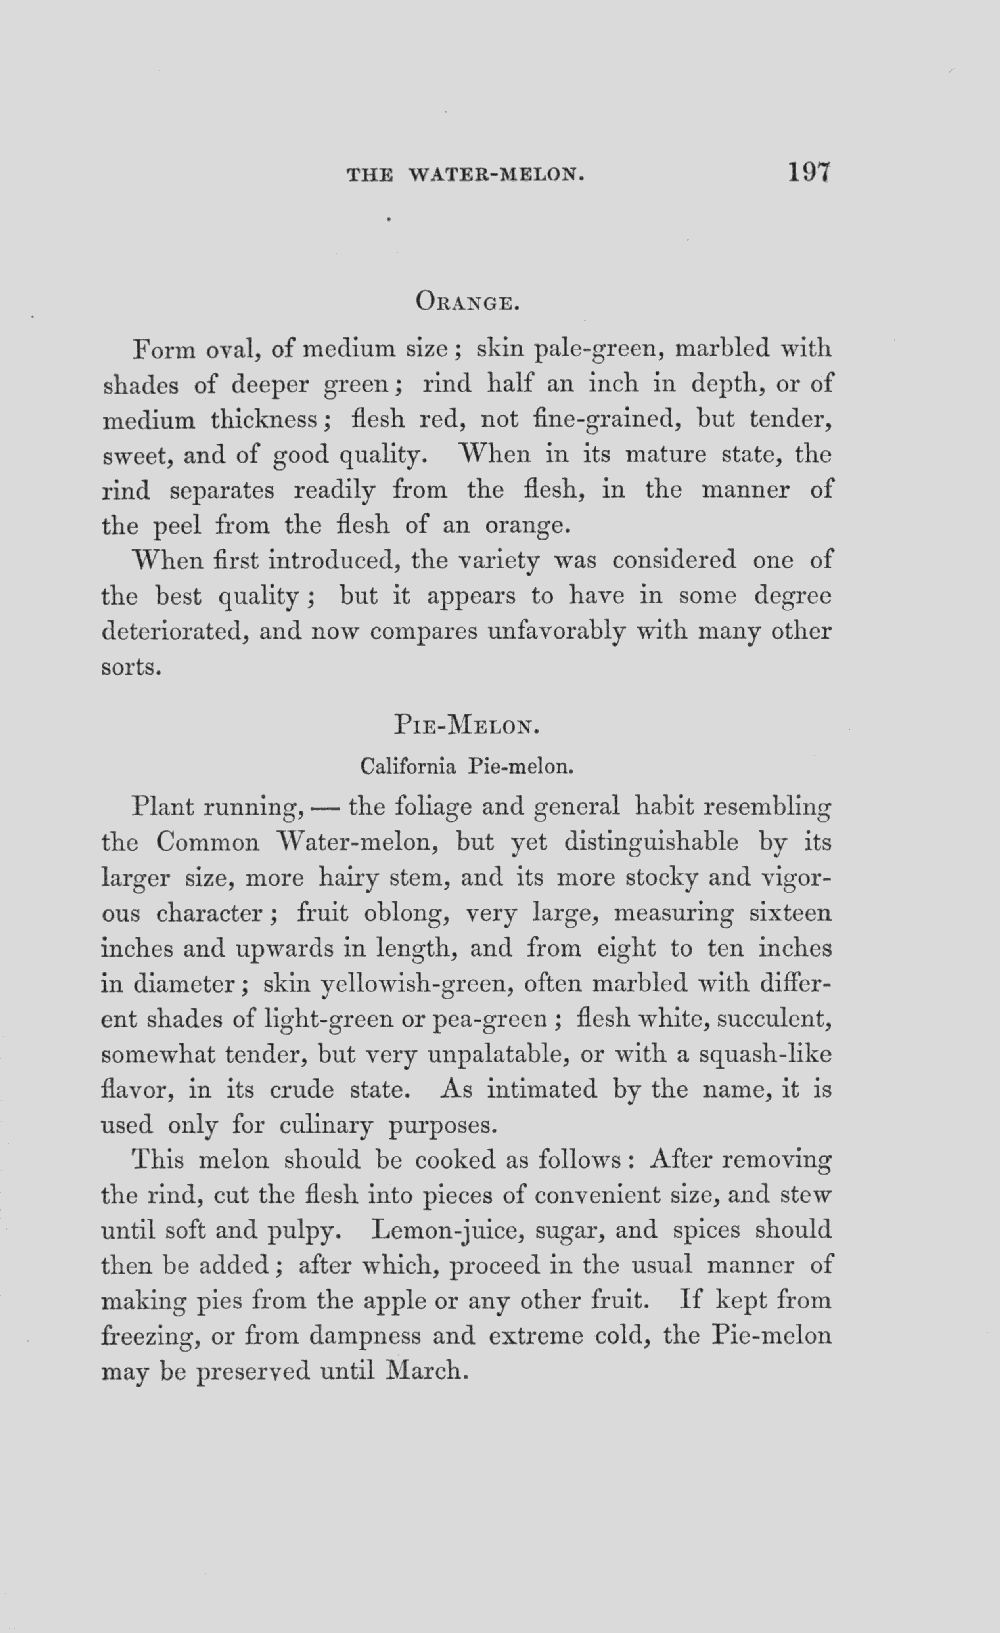 THE WATER-MELON. 197
ORANGE.
Form oval, of medium size; skin pale-green, marbled with
shades of deeper green; rind half an inch in depth, or of
medium thickness; flesh red, not fine-grained, but tender,
sweet, and of good quality. When in its mature state, the
rind separates readily from the flesh, in the manner of
the peel from the flesh of an orange.
When first introduced, the variety was considered one of
the best quality; but it appears to have in some degree
deteriorated, and now compares unfavorably with many other
sorts.
PIE-MELON.
California Pie-melon.
Plant running, — the foliage and general habit resembling
the Common Water-melon, but yet distinguishable by its
larger size, more hairy stem, and its more stocky and vigor-
ous character; fruit oblong, very large, measuring sixteen
inches and upwards in length, and from eight to ten inches
in diameter; skin yellowish-green, often marbled with differ-
ent shades of light-green or pea-green; flesh white, succulent,
somewhat tender, but very unpalatable, or with a squash-like
flavor, in its crude state. As intimated by the name, it is
used only for culinary purposes.
This melon should be cooked as follows: After removing
the rind, cut the flesh into pieces of convenient size, and stew
until soft and pulpy. Lemon-juice, sugar, and spices should
then be added; after which, proceed in the usual manner of
making pies from the apple or any other fruit. If kept from
freezing, or from dampness and extreme cold, the Pie-melon
may be preserved until March.